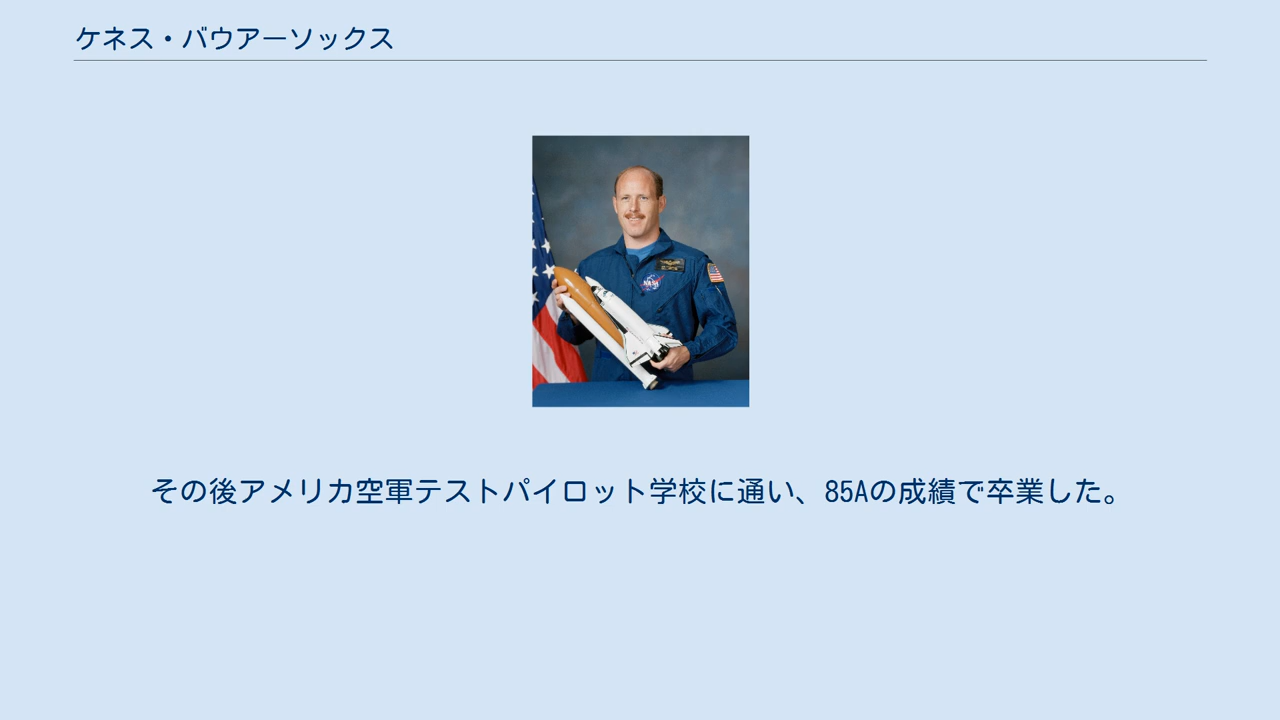 ケネス・バウアーソックス
NASA
その後アメリカ空軍テストパイロット学校に通い、85Aの成績で卒業した。